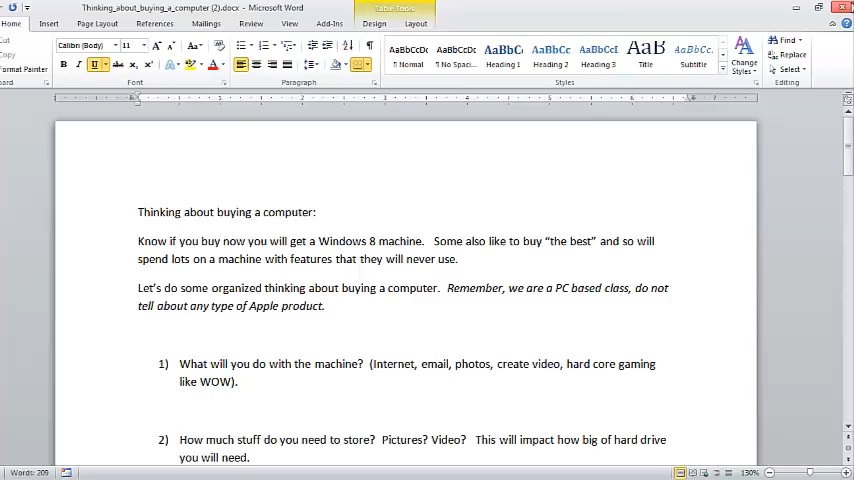 Thinking_about_buying_a_computer (2).docx - Microsoft Word
Table Tools
Home Insert Page Layout References Mailings Review View Add-Ins Design Layout
Cut
Copy
Format Painter
Calibri (Body) 11
AaBbCcDc AaBbCcDc AaBbCc AaBbCc AaBbCcI AaB AaBbCc.
¶ Normal ¶ No Spaci... Heading 1 Heading 2 Heading 3 Title Subtitle
Change
Styles
Find
Replace
Select
Font Paragraph Styles Editing
Thinking about buying a computer:
Know if you buy now you will get a Windows 8 machine. Some also like to buy “the best” and so will
spend lots on a machine with features that they will never use.
Let’s do some organized thinking about buying a computer. Remember, we are a PC based class, do not
tell about any type of Apple product.
1) What will you do with the machine? (Internet, email, photos, create video, hard core gaming
like WOW).
2) How much stuff do you need to store? Pictures? Video? This will impact how big of hard drive
you will need.
Words: 209
130%